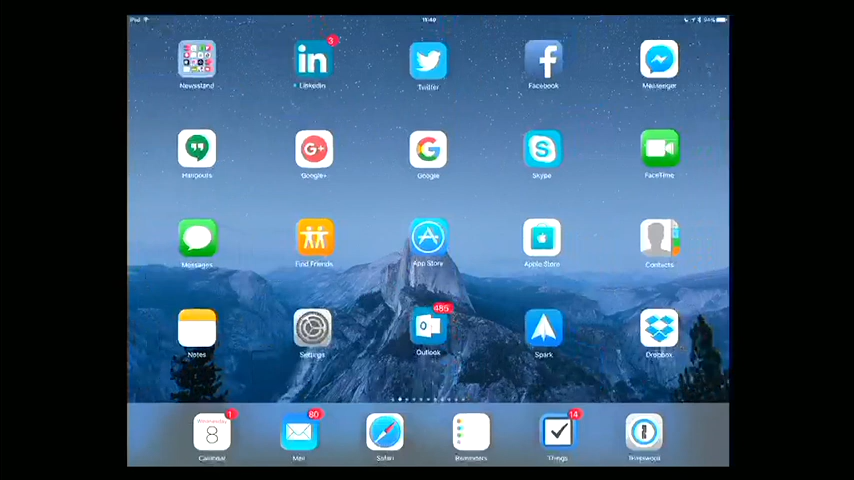 iPad 11:49 94%
3
Newsstand LinkedIn Twitter Facebook Messenger
Hangouts Google+ Google Skype FaceTime
Messages Find Friends App Store Apple Store Contacts
485
Notes Settings Outlook Spark Dropbox
1 80 14
Wednesday
8
Calendar Mail Safari Reminders Things 1Password